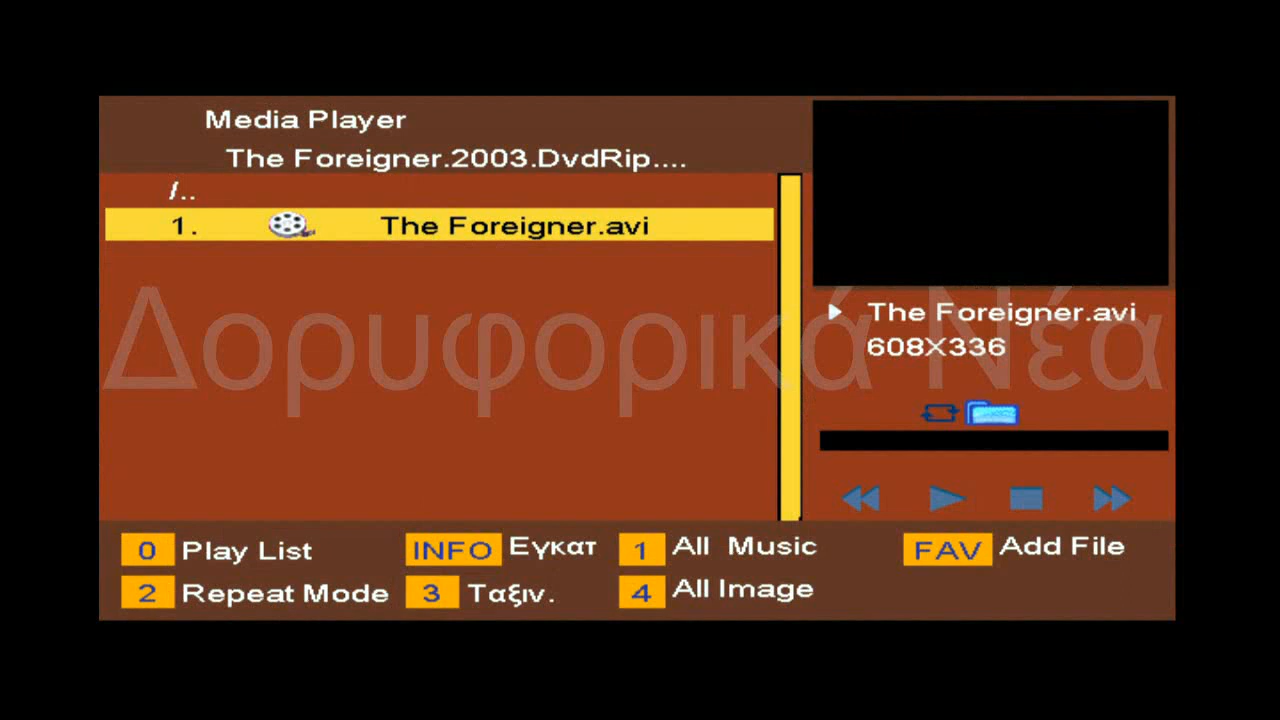 Media Player
The Foreigner.2003.DvdRip....
/..
1. The Foreigner.avi
The Foreigner.avi
608X336
Δορυφορικά Νέα
0 Play List INFO Εγκατ 1 All Music FAV Add File
2 Repeat Mode 3 Ταξιν. 4 All Image